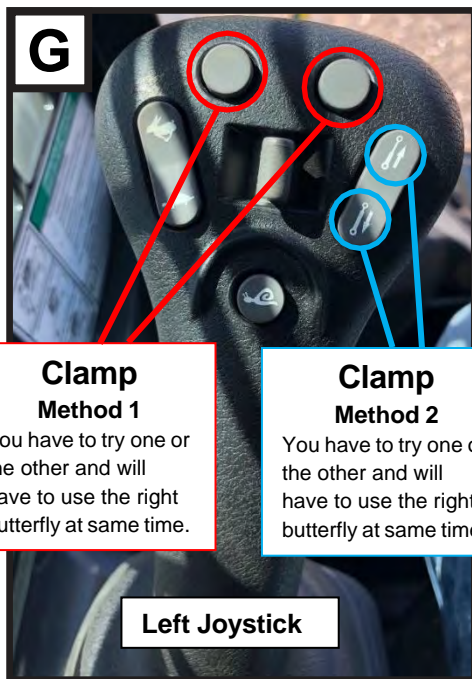 G
Clamp
Method 1
ou have to try one or
he other and will
ave to use the right
utterfly at same time.
Clamp
Method 2
You have to try one o
the other and will
have to use the right
butterfly at same tim
Left Joystick